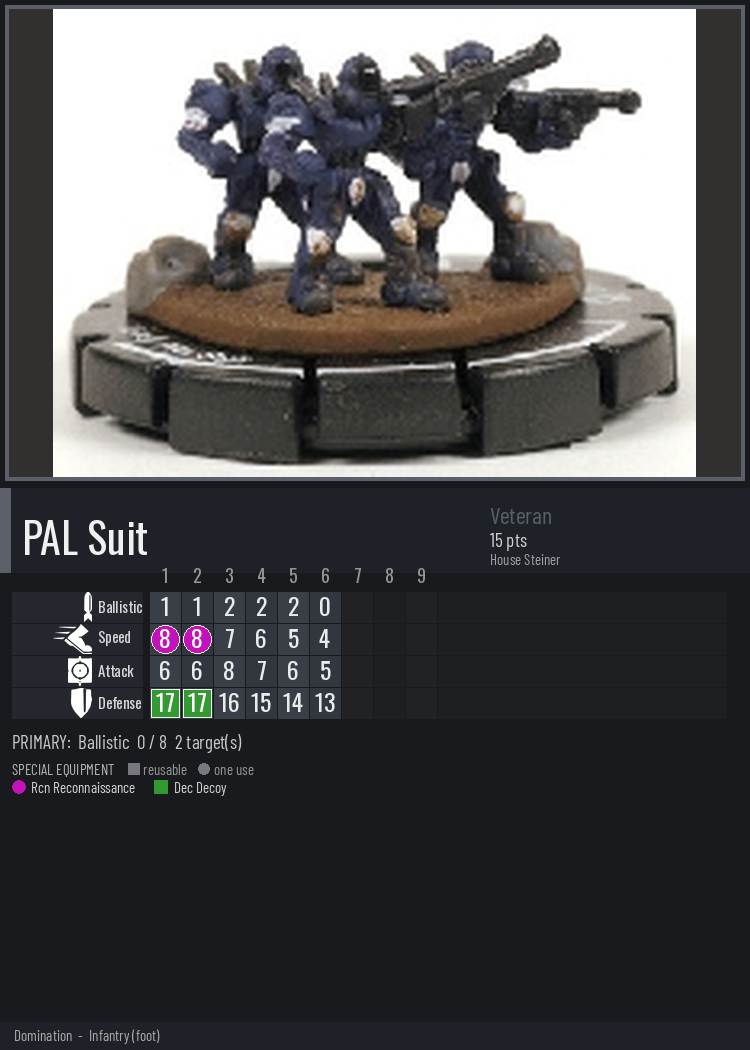 PAL Suit
Veteran
15 pts
House Steiner
1 2 3 4 5 6 7 8 9
Ballistic 1 1 2 2 2 0
Speed 8 8 7 6 5 4
Attack 6 6 8 7 6 5
Defense 17 17 16 15 14 13
PRIMARY: Ballistic 0 / 8 2 target(s)
SPECIAL EQUIPMENT reusable one use
Rcn Reconnaissance Dec Decoy
Domination - Infantry (foot)